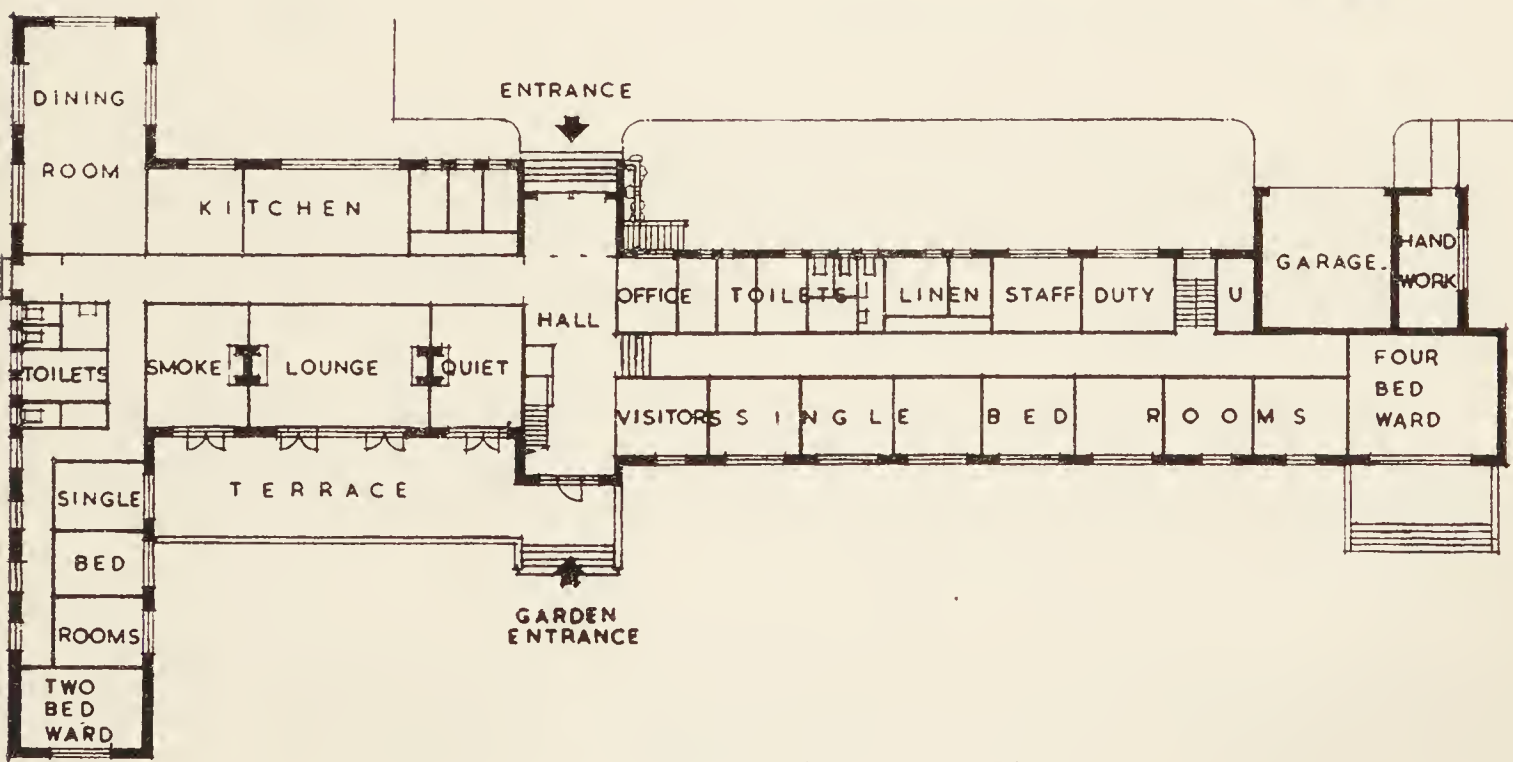 ENTRANCE
DINING
ROOM
KITCHEN
HAND
WORK
GARAGE.
OFFICE
TOILETS
LINEN
STAFF
DUTY
U
HALL
SMOKE
LOUNGE
QUIET
TOILETS
FOUR
BED
WARD
VISITORS
SINGLE BED ROOMS
TERRACE
SINGLE
BED
ROOMS
GARDEN
ENTRANCE
TWO
BED
WARD